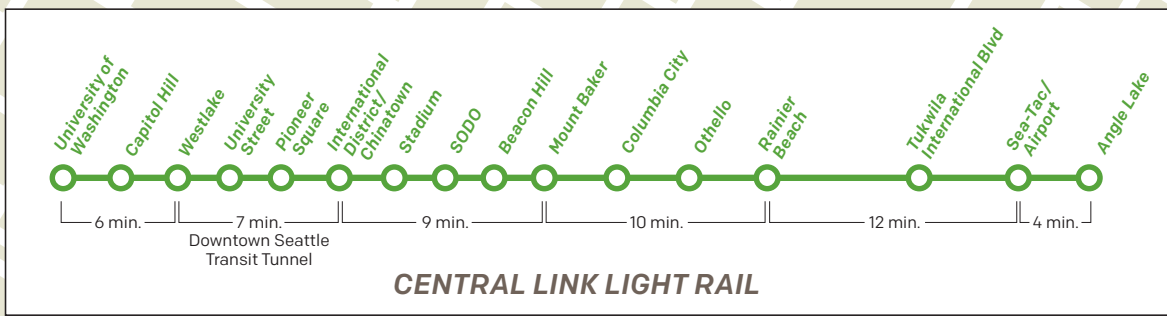 University of
Washington
Capitol Hill
Westlake
University
Street
Pioneer
Square
International
District/
Chinatown
Stadium
SODO
Beacon Hill
Mount Baker
Columbia City
Othello
Rainier
Beach
Tukwila
International Blvd
Sea-Tac/
Airport
Angle Lake
6 min.
7 min.
9 min.
10 min.
12 min.
4 min.
Downtown Seattle
Transit Tunnel
CENTRAL LINK LIGHT RAIL